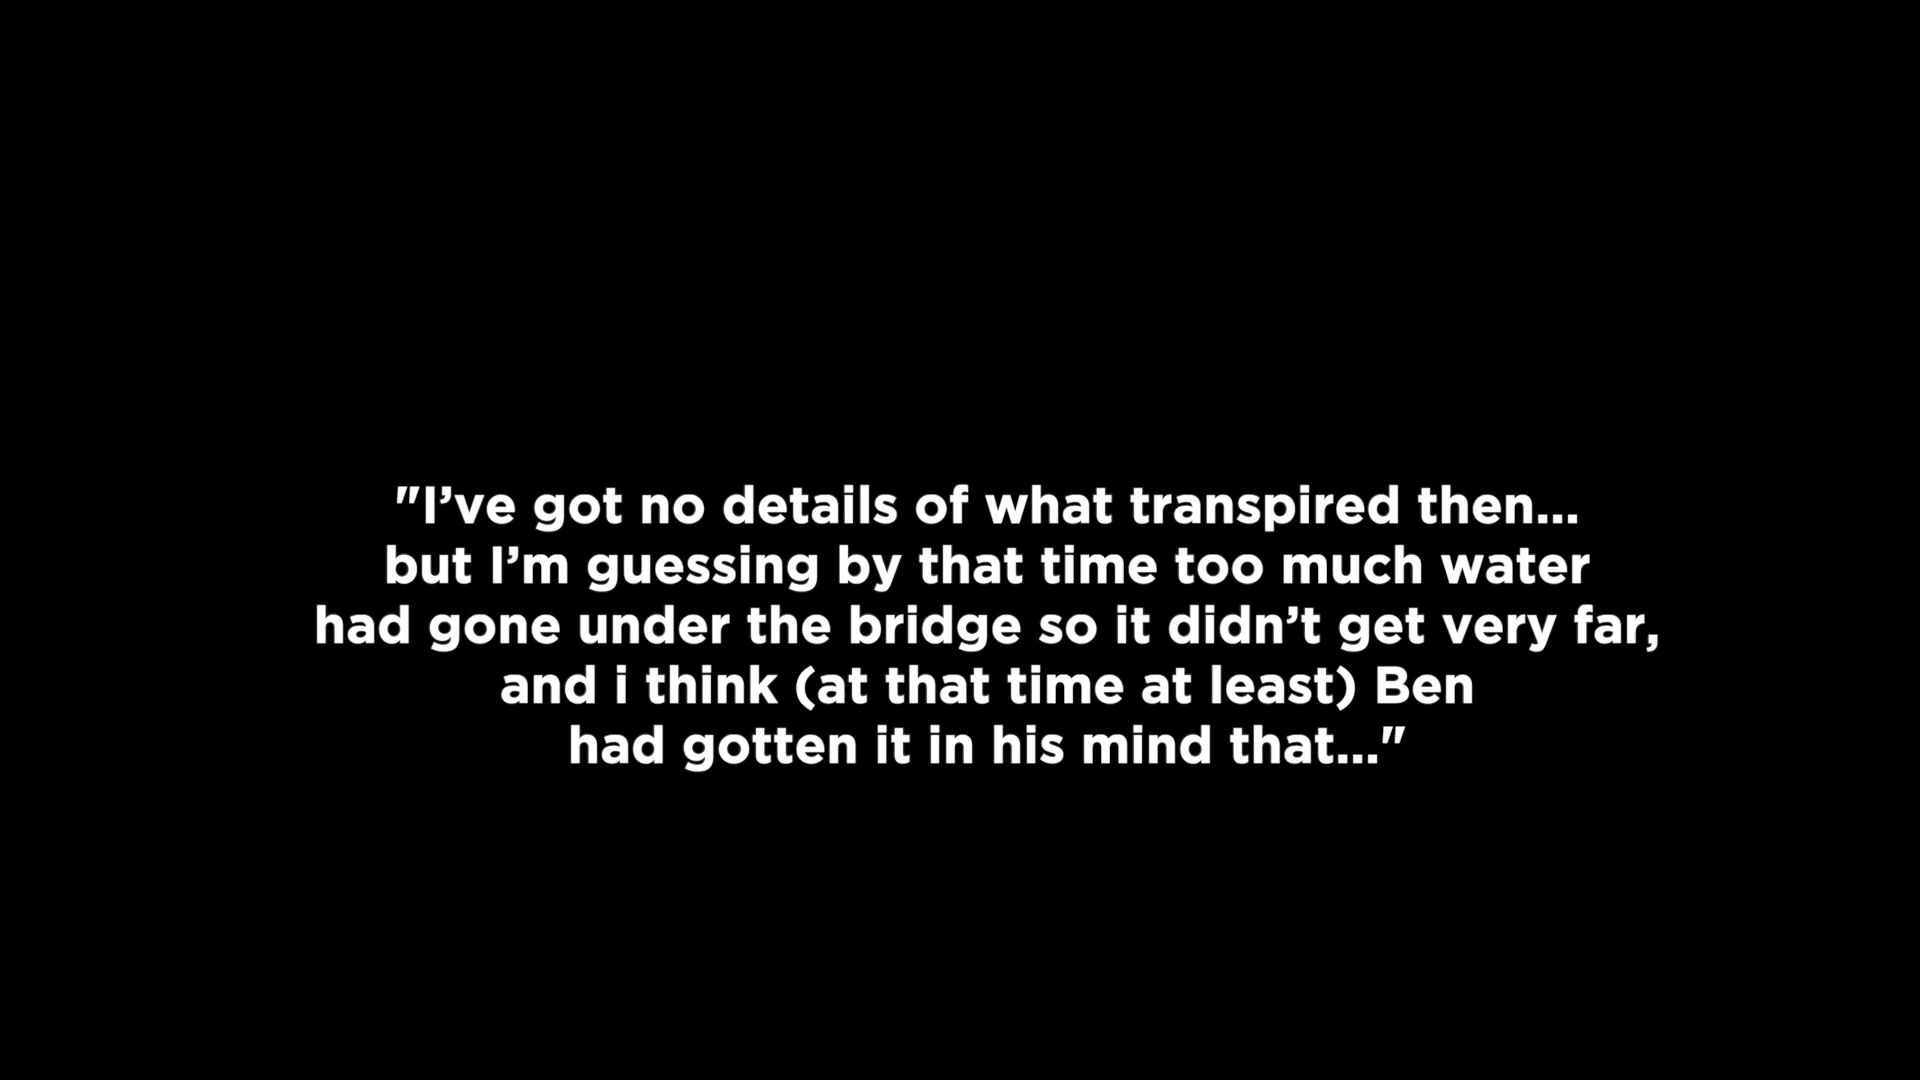 "I’ve got no details of what transpired then...
but I’m guessing by that time too much water
had gone under the bridge so it didn’t get very far,
and i think (at that time at least) Ben
had gotten it in his mind that..."